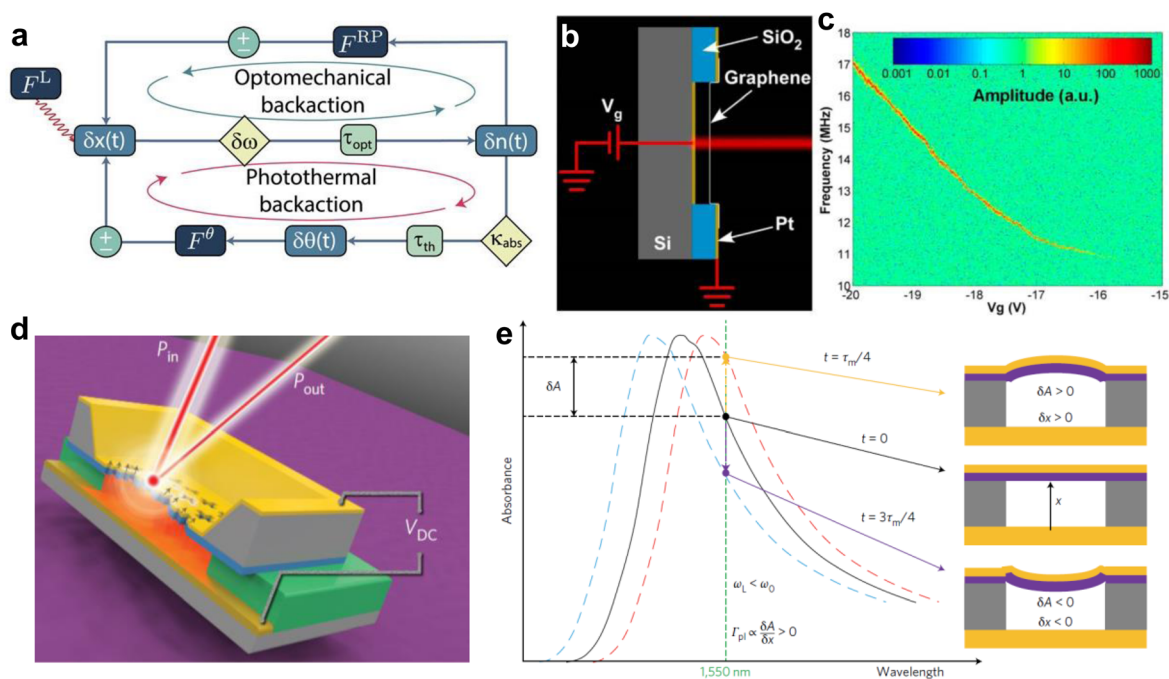 a
±
F^RP
F^L
Optomechanical
backaction
δx(t)
δω
τ_opt
δn(t)
Photothermal
backaction
±
F^θ
δθ(t)
τ_th
κ_abs
b
SiO₂
Graphene
V_g
Si
Pt
c
18
17
16
15
14
13
12
11
10
Frequency (MHz)
0.001
0.01
0.1
1
10
100
1000
Amplitude (a.u.)
-20
-19
-18
-17
-16
-15
Vg (V)
d
P_in
P_out
V_DC
e
Absorbance
δA
t = τ_m/4
t = 0
t = 3τ_m/4
ω_L < ω_0
Γ_pl ∝ δA/δx > 0
1,550 nm
Wavelength
δA > 0
δx > 0
x
δA < 0
δx < 0